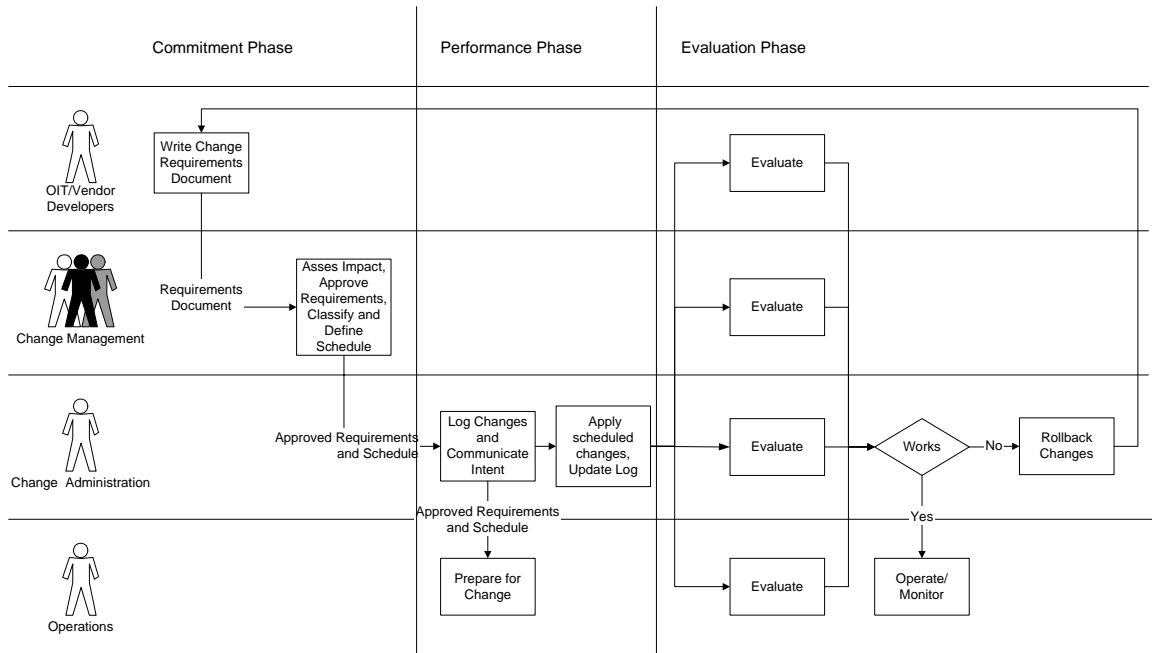 Commitment Phase
Performance Phase
Evaluation Phase
OIT/Vendor
Developers
Write Change
Requirements
Document
Evaluate
Change Management
Requirements
Document
Asses Impact,
Approve
Requirements,
Classify and
Define
Schedule
Evaluate
Change Administration
Approved Requirements
and Schedule
Log Changes
and
Communicate
Intent
Apply
scheduled
changes,
Update Log
Evaluate
Works
No
Rollback
Changes
Approved Requirements
and Schedule
Yes
Operations
Prepare for
Change
Evaluate
Operate/
Monitor